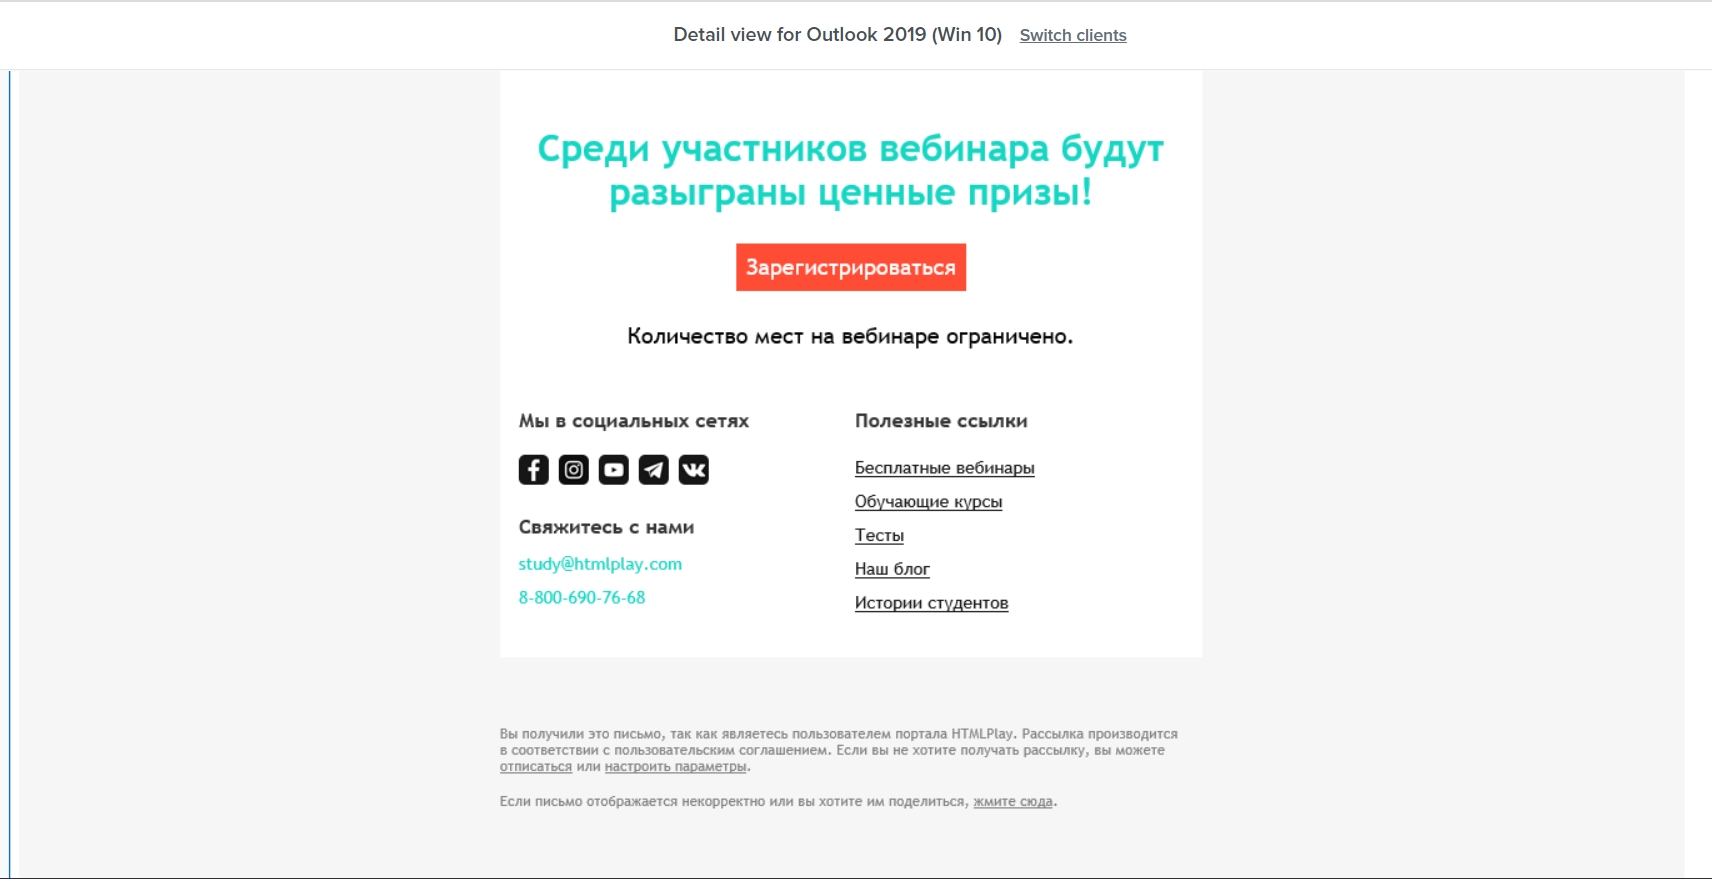 Detail view for Outlook 2019 (Win 10) Switch clients
Среди участников вебинара будут
разыграны ценные призы!
Зарегистрироваться
Количество мест на вебинаре ограничено.
Мы в социальных сетях
Свяжитесь с нами
study@htmlplay.com
8-800-690-76-68
Полезные ссылки
Бесплатные вебинары
Обучающие курсы
Тесты
Наш блог
Истории студентов
Вы получили это письмо, так как являетесь пользователем портала HTMLPlay. Рассылка производится
в соответствии с пользовательским соглашением. Если вы не хотите получать рассылку, вы можете
отписаться или настроить параметры.
Если письмо отображается некорректно или вы хотите им поделиться, жмите сюда.